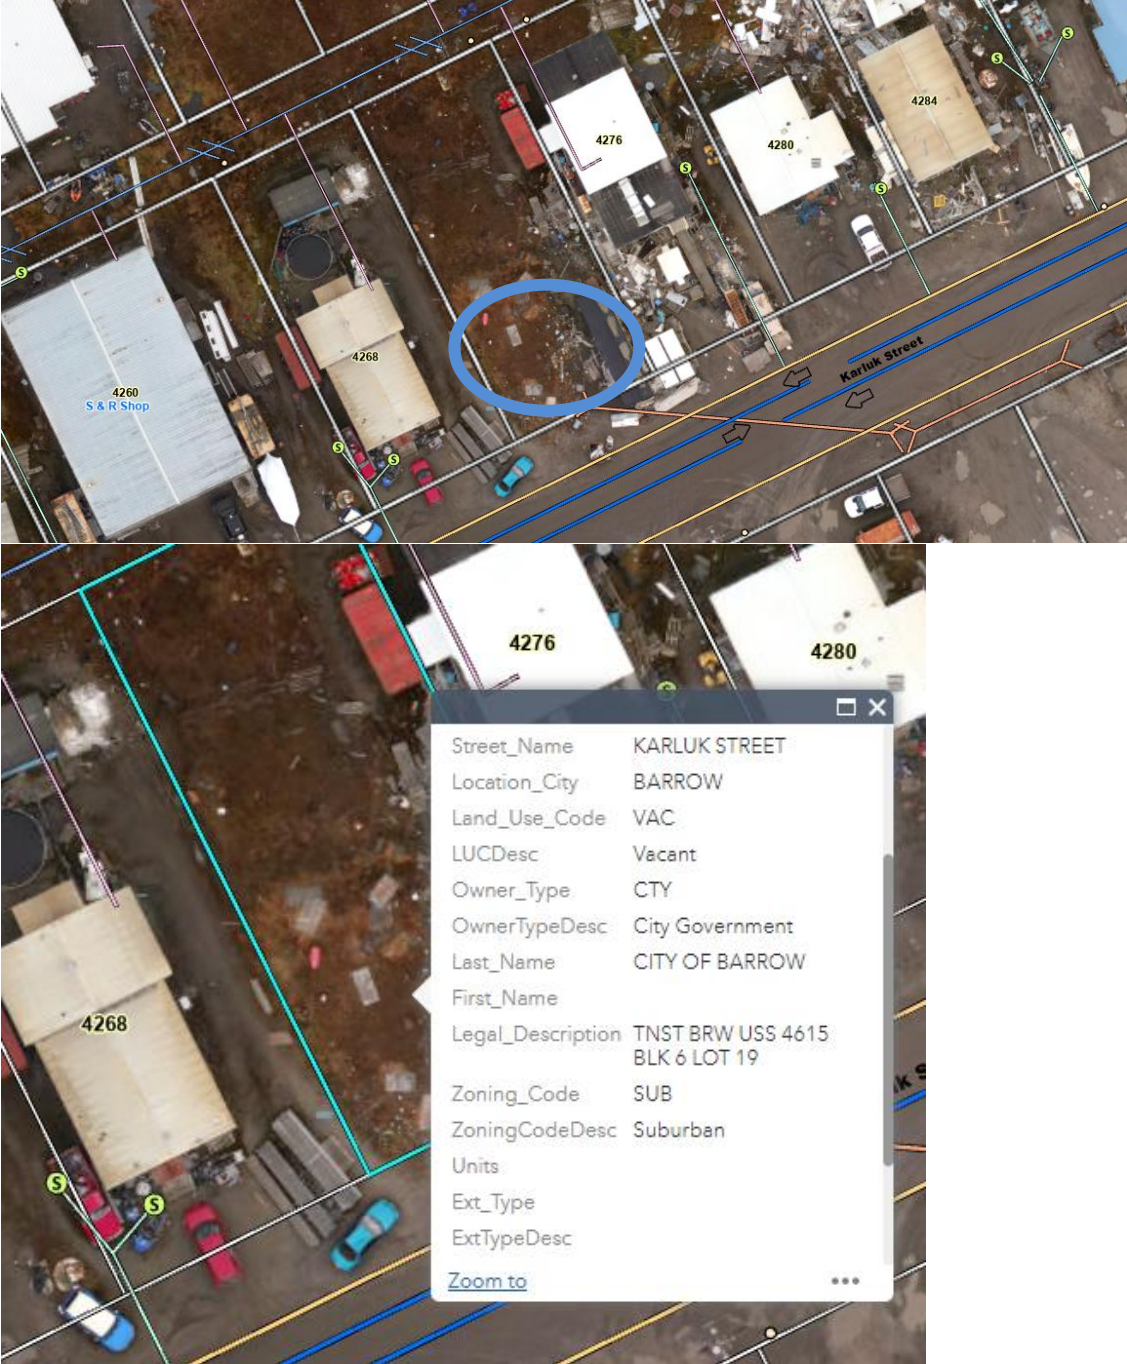 4284
4276
4280
4268
4260
S & R Shop
Karluk Street
S
S
S
S
S
S
S
4276
4280
S
Street_Name KARLUK STREET
Location_City BARROW
Land_Use_Code VAC
LUCDesc Vacant
Owner_Type CTY
OwnerTypeDesc City Government
Last_Name CITY OF BARROW
First_Name
Legal_Description TNST BRW USS 4615
BLK 6 LOT 19
4268
Zoning_Code SUB
ZoningCodeDesc Suburban
Units
Ext_Type
ExtTypeDesc
Zoom to
S
S